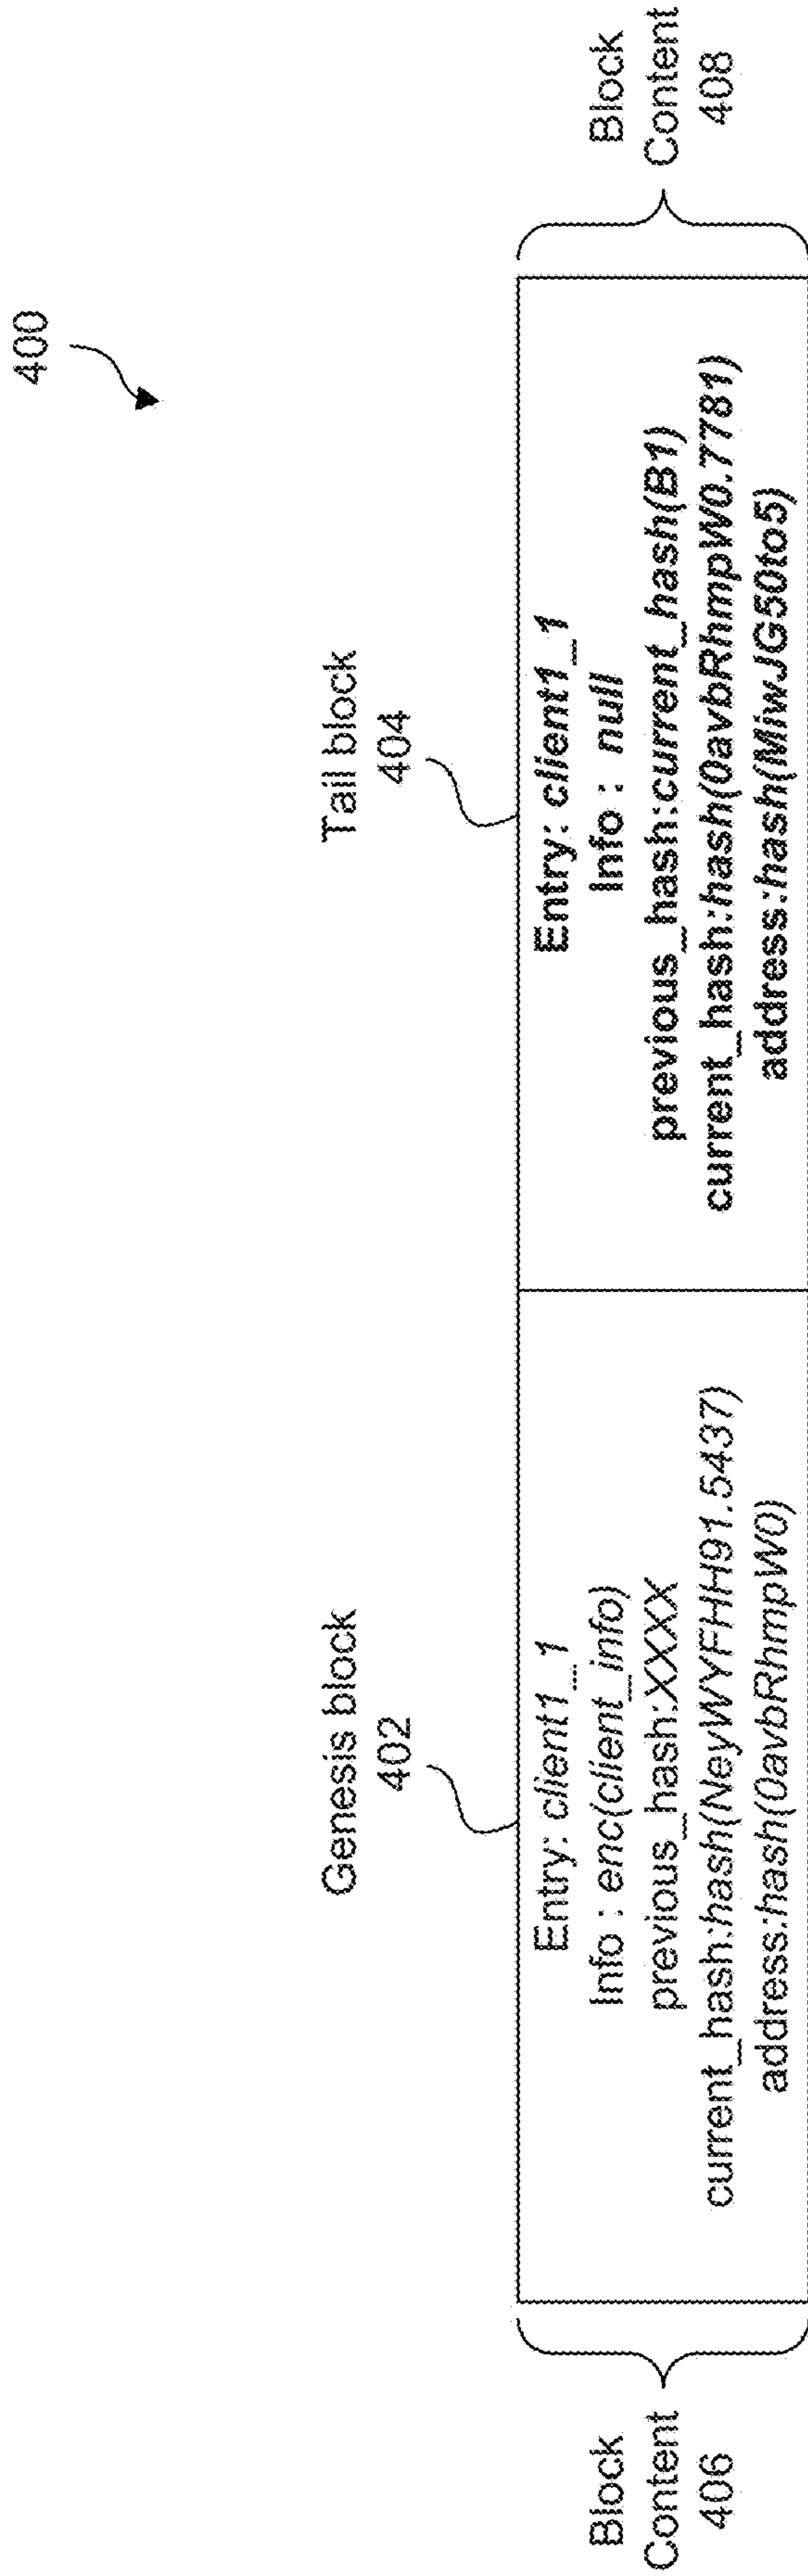 400
Genesis block
402
Tail block
404
Block
Content
406
Entry: client1_1
Info : enc(client_info)
previous_hash:XXXX
current_hash:hash(NeyWYFHH91.5437)
address:hash(0avbRhmpW0)
Entry: client1_1
Info : null
previous_hash:current_hash(B1)
current_hash:hash(0avbRhmpW0.7781)
address:hash(MiwJG50to5)
Block
Content
408